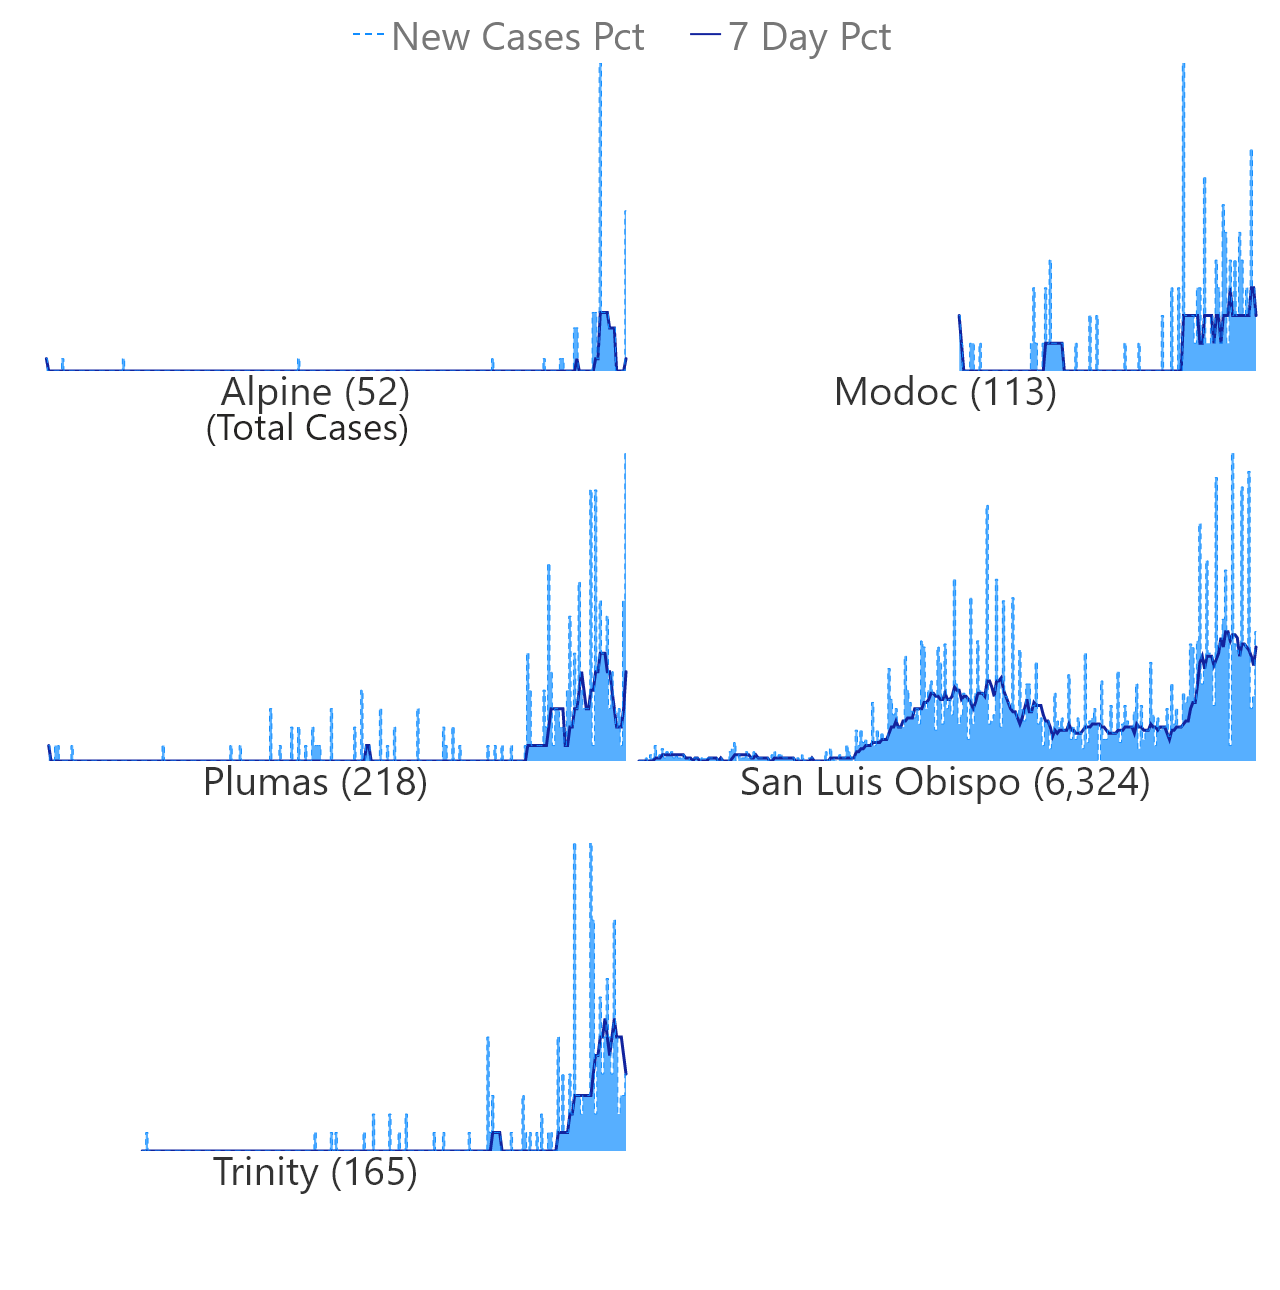 New Cases Pct 7 Day Pct
Alpine (52)
(Total Cases)
Modoc (113)
Plumas (218)
San Luis Obispo (6,324)
Trinity (165)